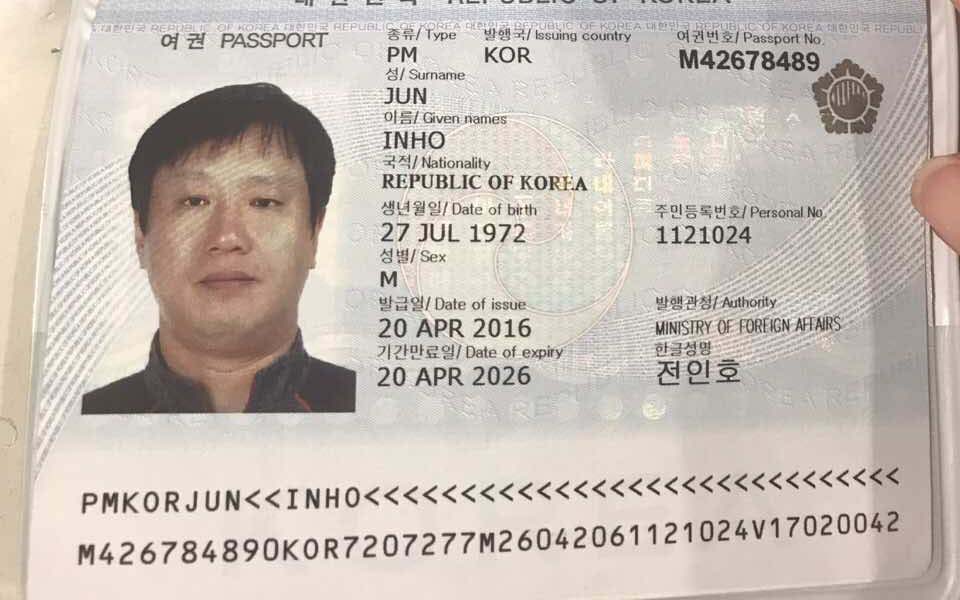 대한민국 REPUBLIC OF KOREA
여권 PASSPORT
종류/ Type 발행국/ Issuing country 여권번호/ Passport No.
PM KOR M42678489
성/ Surname
JUN
이름/ Given names
INHO
국적/ Nationality
REPUBLIC OF KOREA
생년월일/ Date of birth 주민등록번호/ Personal No.
27 JUL 1972 1121024
성별/ Sex
M
발급일/ Date of issue 발행관청/ Authority
20 APR 2016 MINISTRY OF FOREIGN AFFAIRS
기간만료일/ Date of expiry 한글성명
20 APR 2026 전인호
PMKORJUN<<INHO<<<<<<<<<<<<<<<<<<<<<<<<<<<<
M426784890KOR7207277M26042061121024V17020042